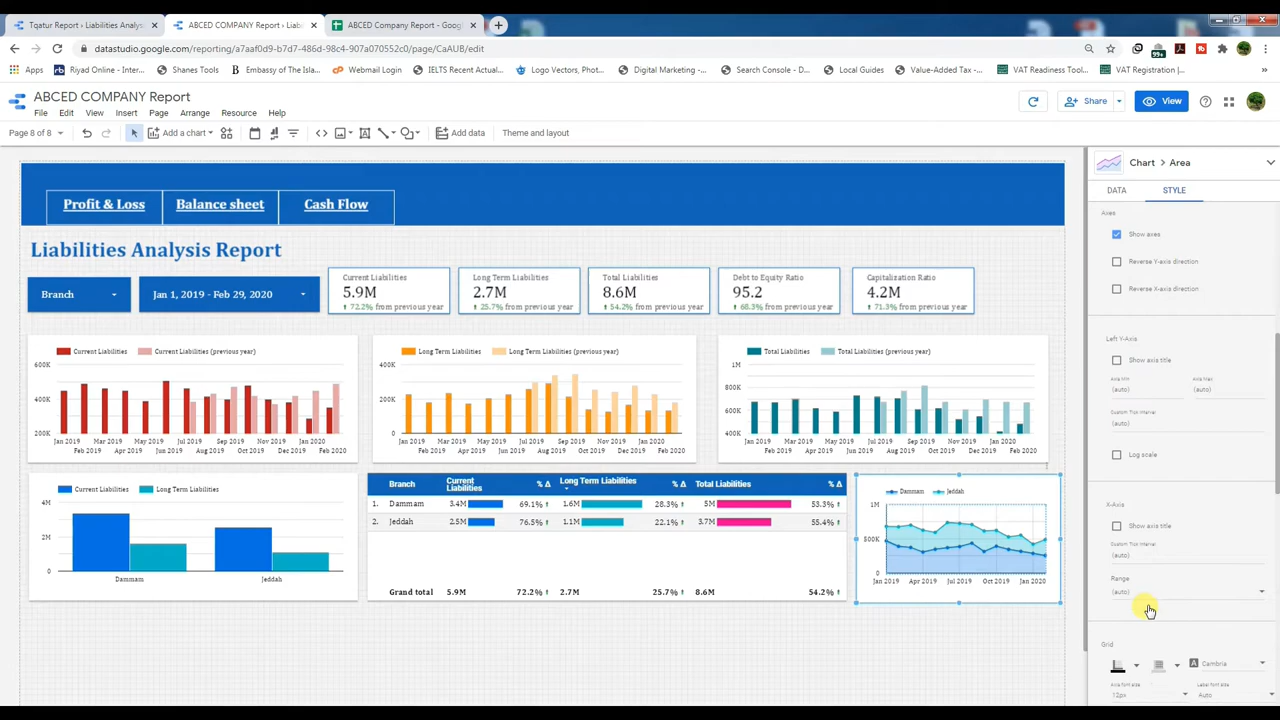 Tqatur Report › Liabilities Analys
ABCED COMPANY Report › Liabi
ABCED Company Report - Goog
datastudio.google.com/reporting/a7aaf0d9-b7d7-486d-98c4-907a070552c0/page/CaAUB/edit
Apps
Riyad Online - Inter...
Shanes Tools
Embassy of The Isla...
Webmail Login
IELTS Recent Actual...
Logo Vectors, Phot...
Digital Marketing -...
Search Console - D...
Local Guides
Value-Added Tax -...
VAT Readiness Tool...
VAT Registration |...
99+
ABCED COMPANY Report
File Edit View Insert Page Arrange Resource Help
Share
View
Page 8 of 8
Add a chart
Add data
Theme and layout
Profit & Loss
Balance sheet
Cash Flow
Liabilities Analysis Report
Branch
Jan 1, 2019 - Feb 29, 2020
Current Liabilities
5.9M
72.2% from previous year
Long Term Liabilities
2.7M
25.7% from previous year
Total Liabilities
8.6M
54.2% from previous year
Debt to Equity Ratio
95.2
68.3% from previous year
Capitalization Ratio
4.2M
71.3% from previous year
Current Liabilities Current Liabilities (previous year)
600K
400K
200K
Jan 2019 Mar 2019 May 2019 Jul 2019 Sep 2019 Nov 2019 Jan 2020
Feb 2019 Apr 2019 Jun 2019 Aug 2019 Oct 2019 Dec 2019 Feb 2020
Long Term Liabilities Long Term Liabilities (previous year)
400K
200K
0
Jan 2019 Mar 2019 May 2019 Jul 2019 Sep 2019 Nov 2019 Jan 2020
Feb 2019 Apr 2019 Jun 2019 Aug 2019 Oct 2019 Dec 2019 Feb 2020
Total Liabilities Total Liabilities (previous year)
1M
800K
600K
400K
Jan 2019 Mar 2019 May 2019 Jul 2019 Sep 2019 Nov 2019 Jan 2020
Feb 2019 Apr 2019 Jun 2019 Aug 2019 Oct 2019 Dec 2019 Feb 2020
Current Liabilities Long Term Liabilities
4M
2M
0
Dammam Jeddah
Branch Current Liabilities % Δ Long Term Liabilities % Δ Total Liabilities % Δ
1. Dammam 3.4M 69.1% 1.6M 28.3% 5M 53.3%
2. Jeddah 2.5M 76.5% 1.1M 22.1% 3.7M 55.4%
Grand total 5.9M 72.2% 2.7M 25.7% 8.6M 54.2%
Dammam Jeddah
1M
500K
0
Jan 2019 Apr 2019 Jul 2019 Oct 2019 Jan 2020
Chart > Area
DATA STYLE
Axes
Show axes
Reverse Y-axis direction
Reverse X-axis direction
Left Y-Axis
Show axis title
Axis Min Axis Max
(auto) (auto)
Custom Tick Interval
(auto)
Log scale
X-Axis
Show axis title
Custom Tick Interval
(auto)
Range
(auto)
Grid
Cambria
Axis font size Label font size
12px Auto